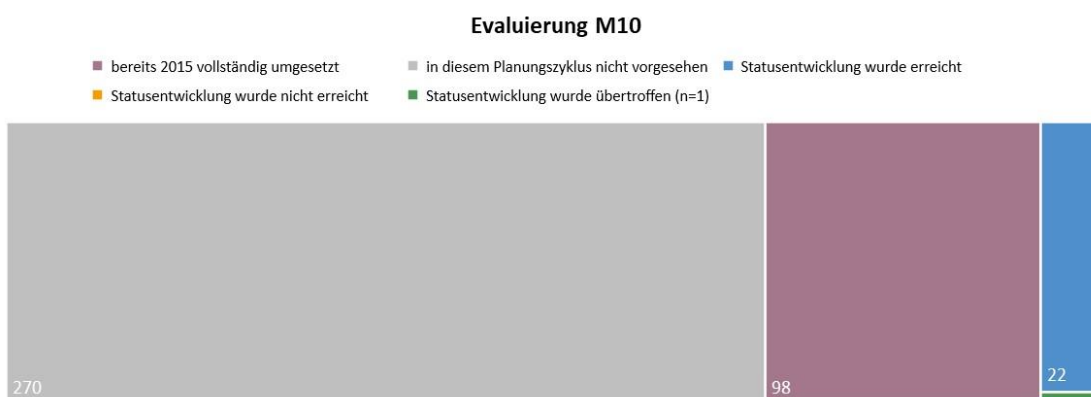 Evaluierung M10
bereits 2015 vollständig umgesetzt
in diesem Planungszyklus nicht vorgesehen
Statusentwicklung wurde erreicht
Statusentwicklung wurde nicht erreicht
Statusentwicklung wurde übertroffen (n=1)
270
98
22